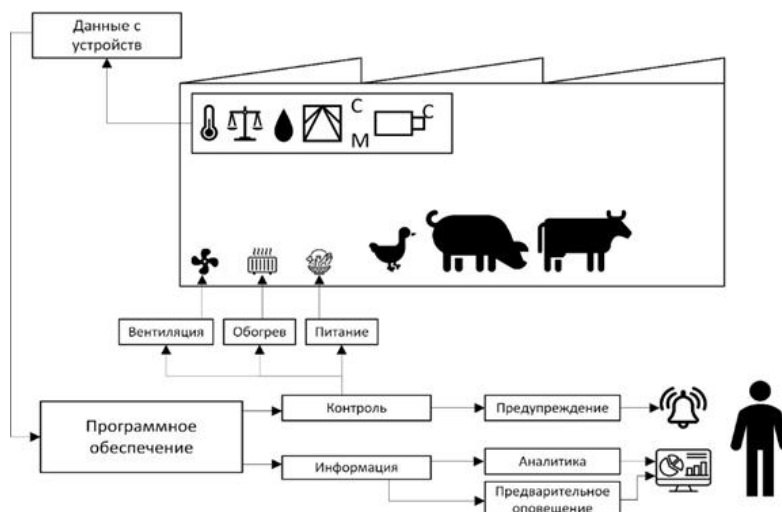 Данные с
устройств
С
С
М
Вентиляция
Обогрев
Питание
Контроль
Предупреждение
Программное
обеспечение
Информация
Аналитика
Предварительное
оповещение